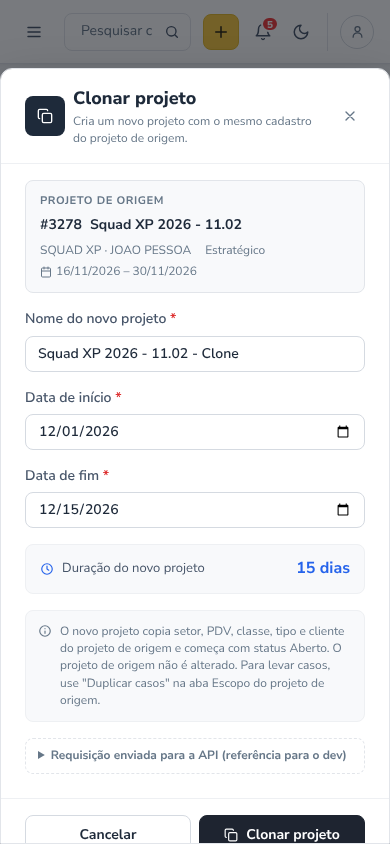 Pesquisar c
5
Clonar projeto
Cria um novo projeto com o mesmo cadastro
do projeto de origem.
PROJETO DE ORIGEM
#3278 Squad XP 2026 - 11.02
SQUAD XP · JOAO PESSOA Estratégico
16/11/2026 – 30/11/2026
Nome do novo projeto *
Squad XP 2026 - 11.02 - Clone
Data de início *
12/01/2026
Data de fim *
12/15/2026
Duração do novo projeto 15 dias
O novo projeto copia setor, PDV, classe, tipo e cliente
do projeto de origem e começa com status Aberto. O
projeto de origem não é alterado. Para levar casos,
use "Duplicar casos" na aba Escopo do projeto de
origem.
Requisição enviada para a API (referência para o dev)
Cancelar Clonar projeto